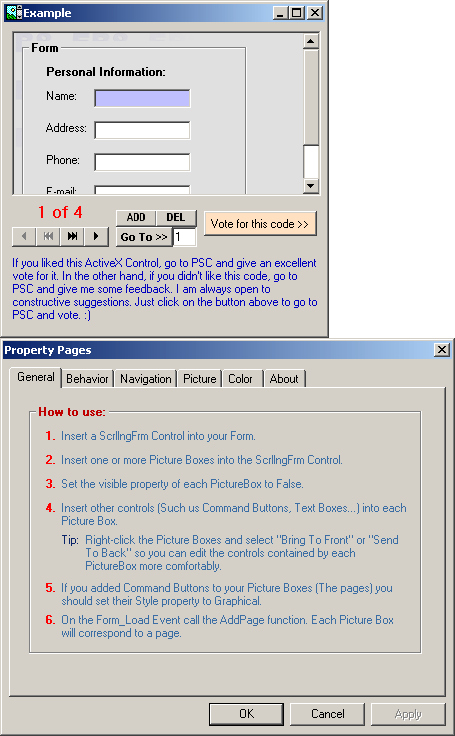 Example
Form
Personal Information:
Name:
Address:
Phone:
E-mail:
1 of 4
ADD DEL
Go To >> 1
Vote for this code >>
If you liked this ActiveX Control, go to PSC and give an excellent
vote for it. In the other hand, if you didn't like this code, go to
PSC and give me some feedback. I am always open to
constructive suggestions. Just click on the button above to go to
PSC and vote. :)
Property Pages
General Behavior Navigation Picture Color About
How to use:
1. Insert a ScrllngFrm Control into your Form.
2. Insert one or more Picture Boxes into the ScrllngFrm Control.
3. Set the visible property of each PictureBox to False.
4. Insert other controls (Such us Command Buttons, Text Boxes...) into each
Picture Box.
Tip: Right-click the Picture Boxes and select "Bring To Front" or "Send
To Back" so you can edit the controls contained by each
PictureBox more comfortably.
5. If you added Command Buttons to your Picture Boxes (The pages) you
should set their Style property to Graphical.
6. On the Form_Load Event call the AddPage function. Each Picture Box
will correspond to a page.
OK Cancel Apply